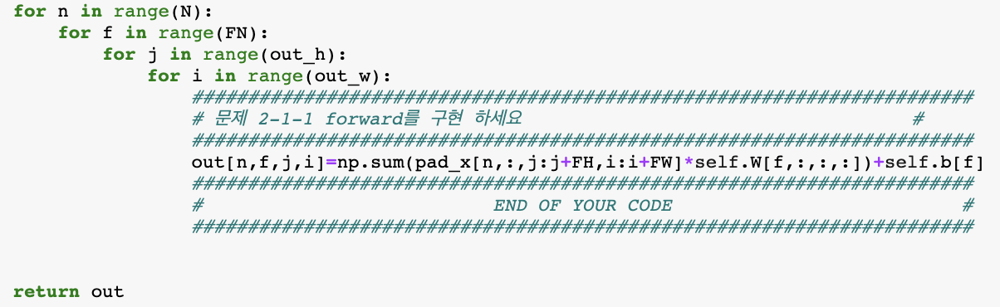 for n in range(N):
    for f in range(FN):
        for j in range(out_h):
            for i in range(out_w):
                ######################################################################
                # 문제 2-1-1 forward를 구현 하세요                                   #
                ######################################################################
                out[n,f,j,i]=np.sum(pad_x[n,:,j:j+FH,i:i+FW]*self.W[f,:,:,:])+self.b[f]
                ######################################################################
                #                          END OF YOUR CODE                          #
                ######################################################################
return out